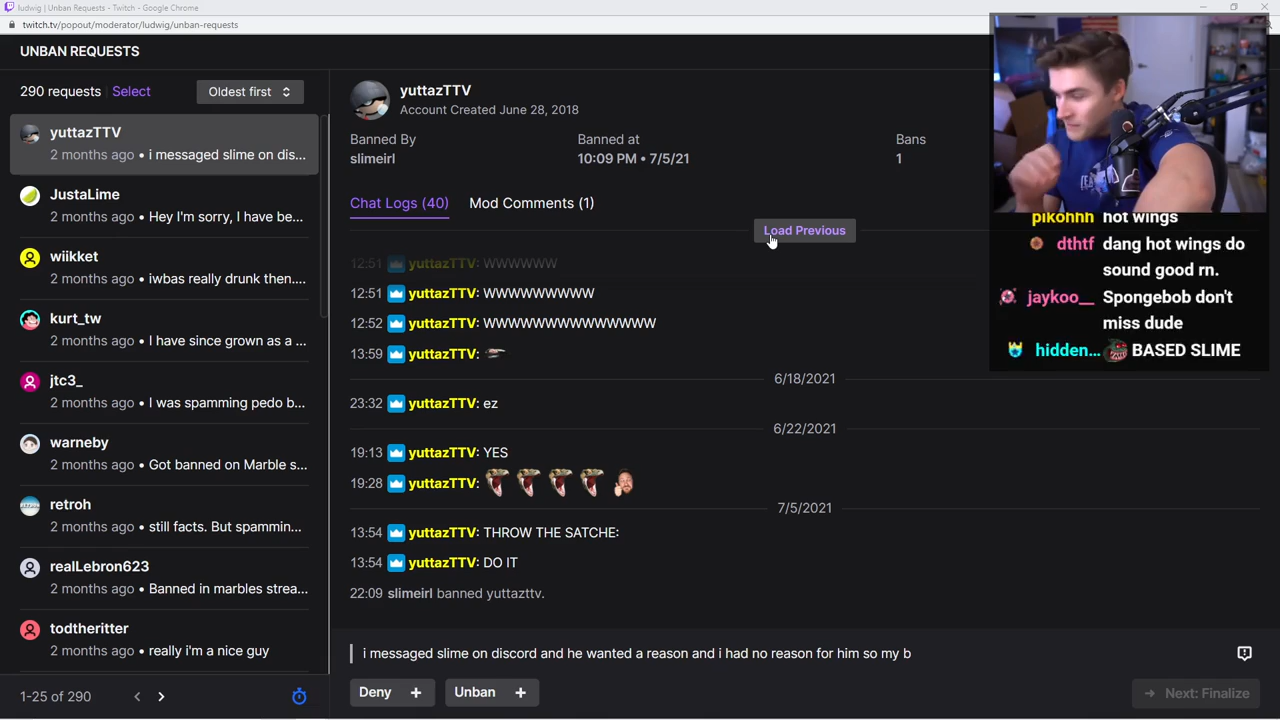 ludwig | Unban Requests - Twitch - Google Chrome
twitch.tv/popout/moderator/ludwig/unban-requests
UNBAN REQUESTS
290 requests Select Oldest first
yuttazTTV
2 months ago • i messaged slime on dis...
JustaLime
2 months ago • Hey I'm sorry, I have be...
wiikket
2 months ago • iwbas really drunk then....
kurt_tw
2 months ago • I have since grown as a ...
jtc3_
2 months ago • I was spamming pedo b...
warneby
2 months ago • Got banned on Marble s...
retroh
2 months ago • still facts. But spammin...
realLebron623
2 months ago • Banned in marbles strea...
todtheritter
2 months ago • really i'm a nice guy
1-25 of 290
yuttazTTV
Account Created June 28, 2018
Banned By Banned at Bans
slimeirl 10:09 PM • 7/5/21 1
Chat Logs (40) Mod Comments (1)
Load Previous
12:51 yuttazTTV: WWWWWW
12:51 yuttazTTV: WWWWWWWWW
12:52 yuttazTTV: WWWWWWWWWWWWWW
13:59 yuttazTTV:
6/18/2021
23:32 yuttazTTV: ez
6/22/2021
19:13 yuttazTTV: YES
19:28 yuttazTTV:
7/5/2021
13:54 yuttazTTV: THROW THE SATCHE:
13:54 yuttazTTV: DO IT
22:09 slimeirl banned yuttazttv.
i messaged slime on discord and he wanted a reason and i had no reason for him so my b
Deny + Unban + Next: Finalize
pikohhh hot wings
dthtf dang hot wings do
sound good rn.
jaykoo__ Spongebob don't
miss dude
hidden... BASED SLIME